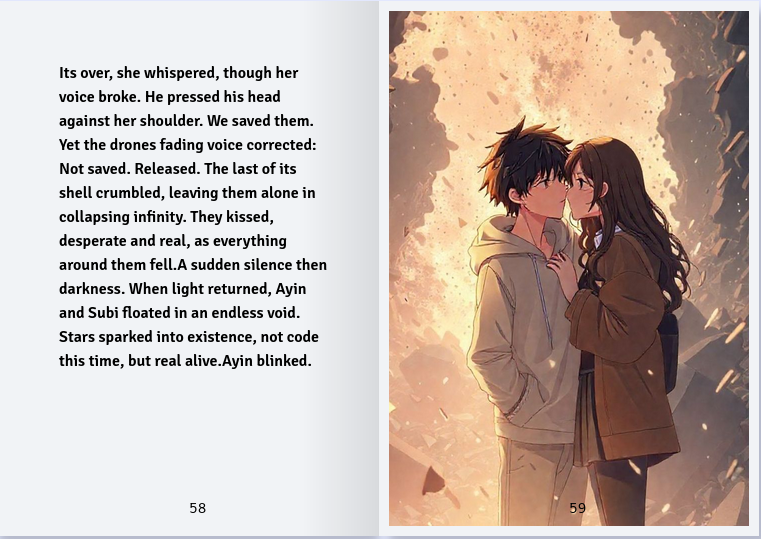 Its over, she whispered, though her
voice broke. He pressed his head
against her shoulder. We saved them.
Yet the drones fading voice corrected:
Not saved. Released. The last of its
shell crumbled, leaving them alone in
collapsing infinity. They kissed,
desperate and real, as everything
around them fell.A sudden silence then
darkness. When light returned, Ayin
and Subi floated in an endless void.
Stars sparked into existence, not code
this time, but real alive.Ayin blinked.
58
59